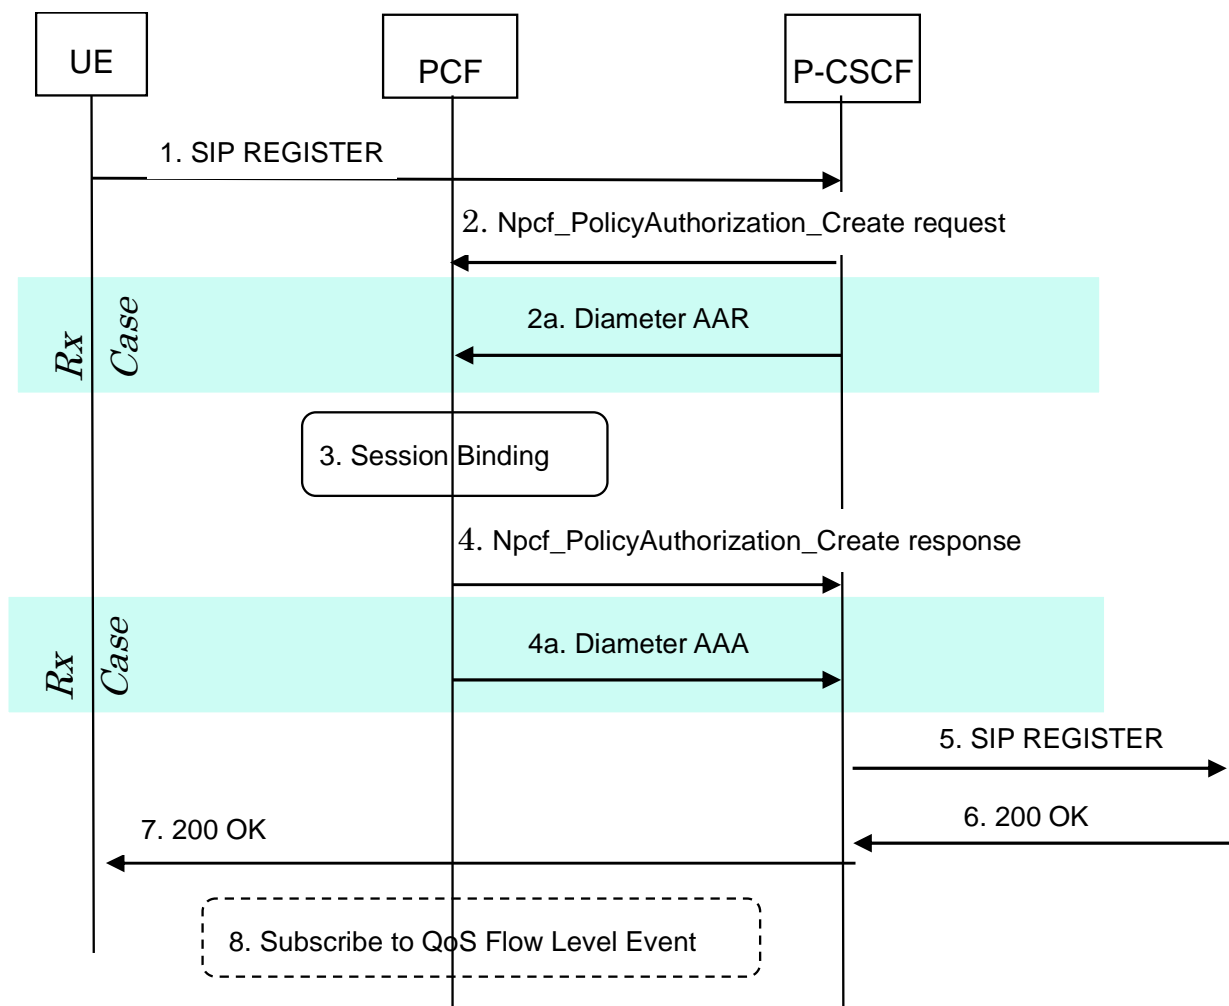 UE
PCF
P-CSCF
1. SIP REGISTER
2. Npcf_PolicyAuthorization_Create request
Rx
Case
2a. Diameter AAR
3. Session Binding
4. Npcf_PolicyAuthorization_Create response
Rx
Case
4a. Diameter AAA
5. SIP REGISTER
6. 200 OK
7. 200 OK
8. Subscribe to QoS Flow Level Event